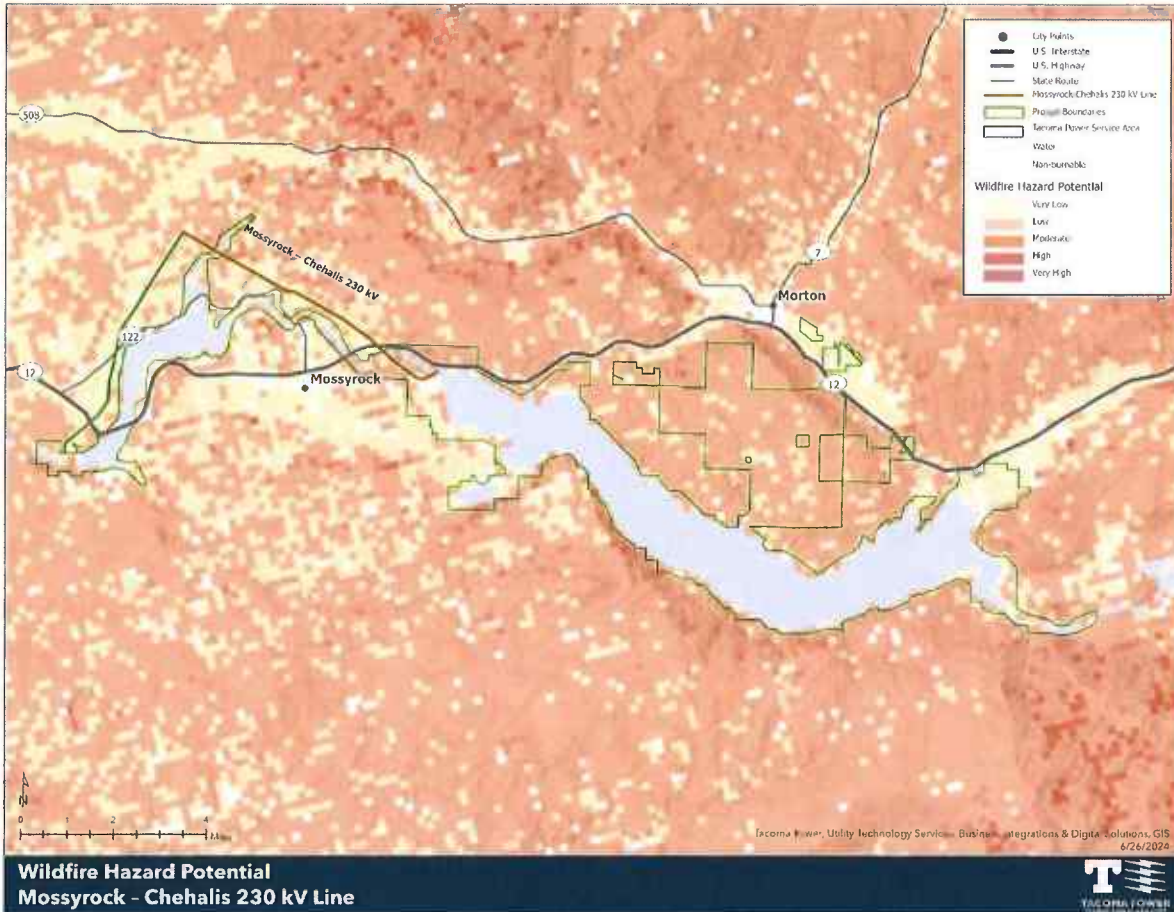 City Points
U.S. Interstate
U.S. Highway
State Route
Mossyrock-Chehalis 230 kV Line
Boundaries
Tacoma Power Service Area
Water
Non-burnable
Wildfire Hazard Potential
Very Low
Low
Moderate
High
Very High
508
Mossyrock - Chehalis 230 kV
7
Morton
122
12
Mossyrock
12
0 1 2 4
Miles
Tacoma Power, Utility Technology Services, Business Integrations & Digital Solutions, GIS
6/26/2024
Wildfire Hazard Potential
Mossyrock - Chehalis 230 kV Line
T
TACOMA POWER